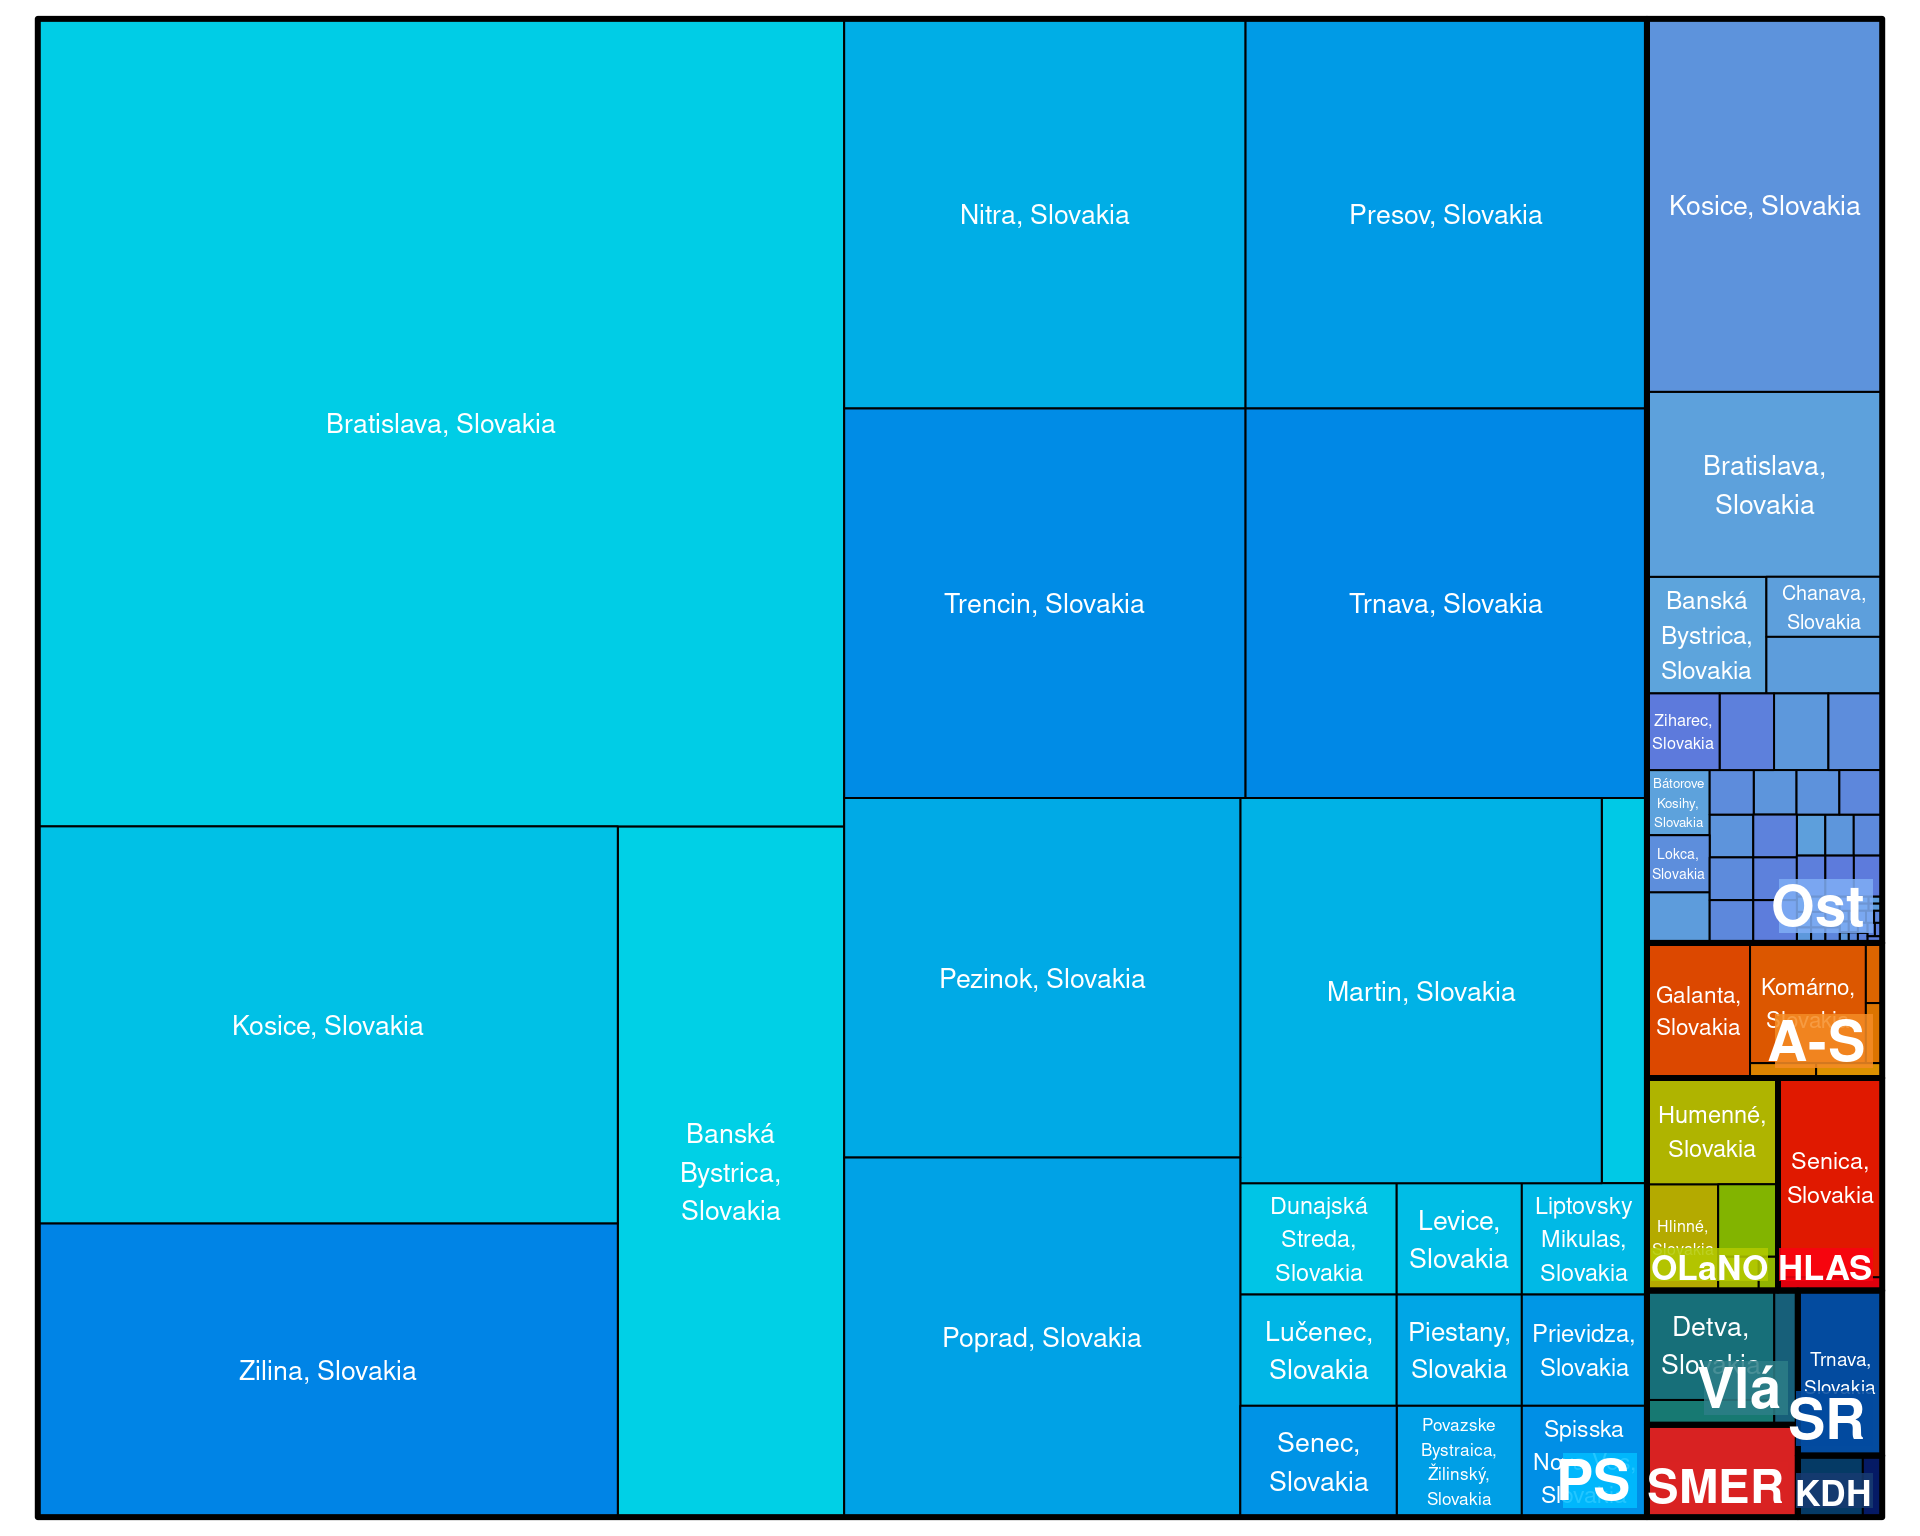 Bratislava, Slovakia
Kosice, Slovakia
Zilina, Slovakia
Banská
Bystrica,
Slovakia
Nitra, Slovakia
Presov, Slovakia
Trencin, Slovakia
Trnava, Slovakia
Pezinok, Slovakia
Poprad, Slovakia
Martin, Slovakia
Dunajská
Streda,
Slovakia
Levice,
Slovakia
Liptovsky
Mikulas,
Slovakia
Lučenec,
Slovakia
Piestany,
Slovakia
Prievidza,
Slovakia
Senec,
Slovakia
Povazske
Bystraica,
Žilinský,
Slovakia
Spisska
PS
Kosice, Slovakia
Bratislava,
Slovakia
Banská
Bystrica,
Slovakia
Chanava,
Slovakia
Ziharec,
Slovakia
Bátorove
Kosihy,
Slovakia
Lokca,
Slovakia
Ost
Galanta,
Slovakia
Komárno,
Slovakia
A-S
Humenné,
Slovakia
Hlinné,
Slovakia
OLaNO
Senica,
Slovakia
HLAS
Detva,
Slovakia
Vlá
Trnava,
Slovakia
SR
SMER
KDH